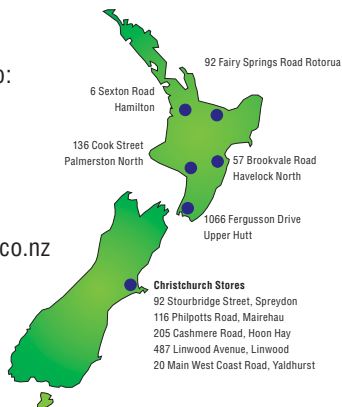 o:
92 Fairy Springs Road Rotorua
6 Sexton Road
Hamilton
136 Cook Street
Palmerston North
57 Brookvale Road
Havelock North
1066 Fergusson Drive
Upper Hutt
co.nz
Christchurch Stores
92 Stourbridge Street, Spreydon
116 Philpotts Road, Mairehau
205 Cashmere Road, Hoon Hay
487 Linwood Avenue, Linwood
20 Main West Coast Road, Yaldhurst